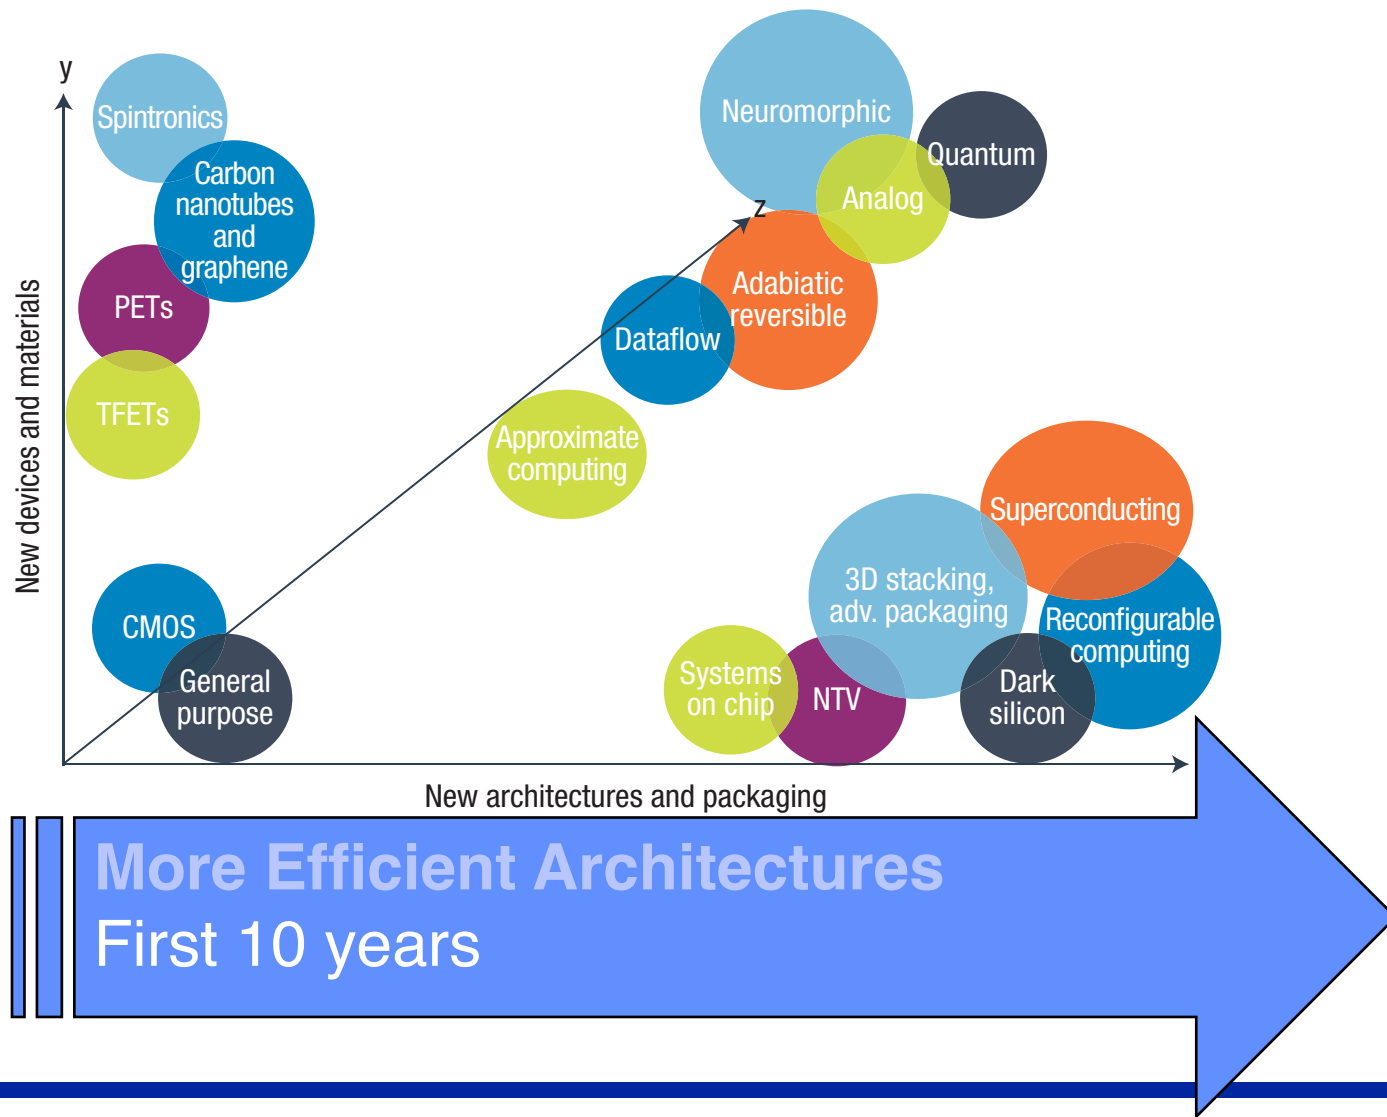 y
Spintronics
Carbon
nanotubes
and
graphene
PETs
TFETs
CMOS
General
purpose
New devices and materials
Neuromorphic
Quantum
Analog
z
Adabiatic
reversible
Dataflow
Approximate
computing
Superconducting
3D stacking,
adv. packaging
Reconfigurable
computing
Systems
on chip
NTV
Dark
silicon
New architectures and packaging
More Efficient Architectures
First 10 years